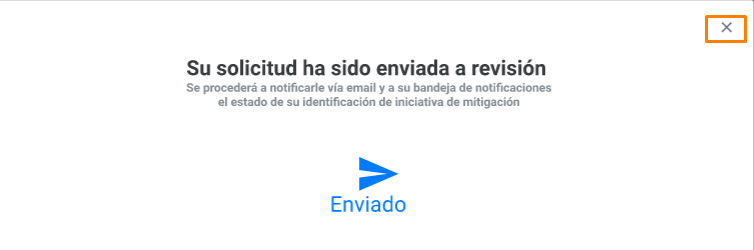 Su solicitud ha sido enviada a revisión
Se procederá a notificarle vía email y a su bandeja de notificaciones
el estado de su identificación de iniciativa de mitigación
Enviado